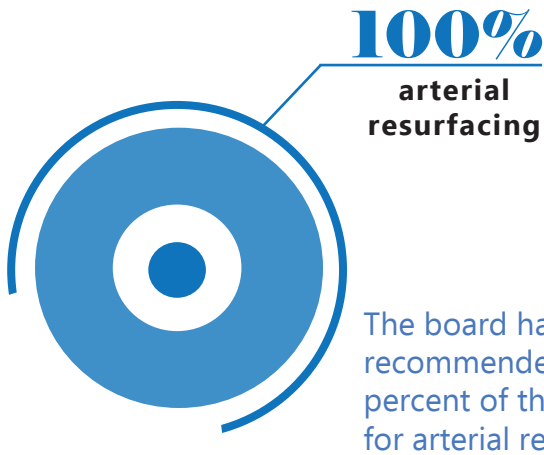 100%
arterial
resurfacing
The board ha
recommende
percent of th
for arterial re